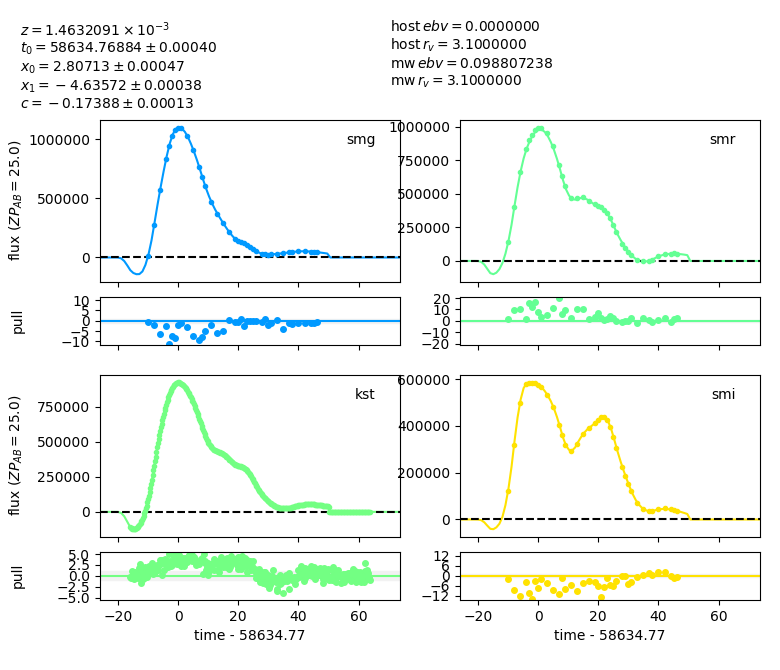 z = 1.4632091 × 10⁻³
t₀ = 58634.76884 ± 0.00040
x₀ = 2.80713 ± 0.00047
x₁ = −4.63572 ± 0.00038
c = −0.17388 ± 0.00013
host ebv = 0.0000000
host r_v = 3.1000000
mw ebv = 0.098807238
mw r_v = 3.1000000
smg
1000000
500000
0
flux (ZP_AB = 25.0)
10
5
0
−5
−10
pull
smr
1000000
750000
500000
250000
0
20
10
0
−10
−20
kst
750000
500000
250000
0
flux (ZP_AB = 25.0)
5.0
2.5
0.0
−2.5
−5.0
pull
−20 0 20 40 60
time - 58634.77
smi
600000
400000
200000
0
12
6
0
−6
−12
−20 0 20 40 60
time - 58634.77